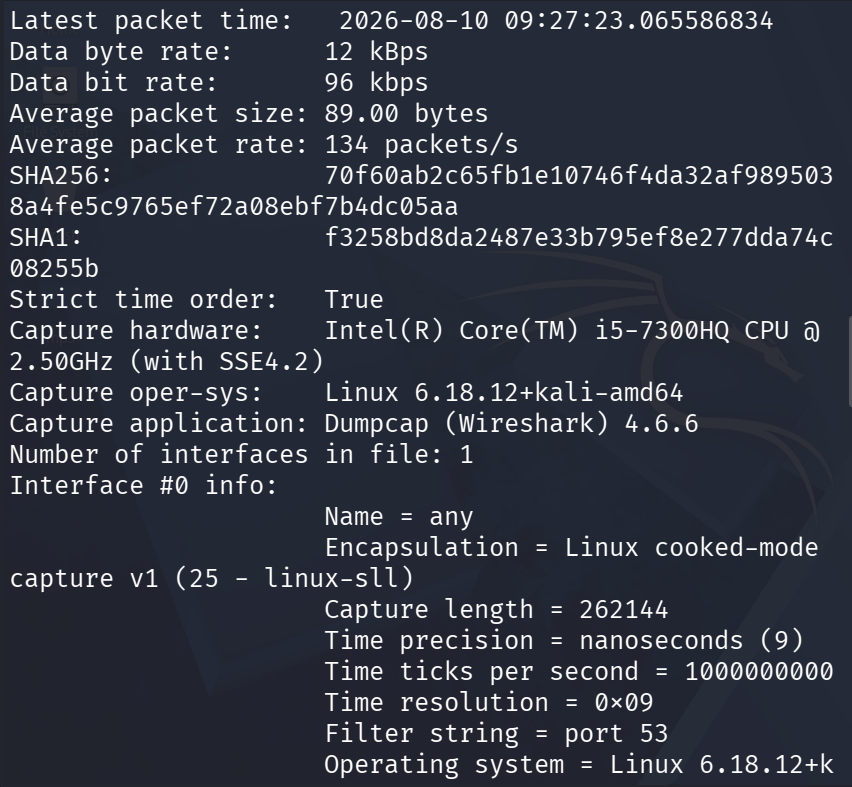 Latest packet time:   2026-08-10 09:27:23.065586834
Data byte rate:      12 kBps
Data bit rate:       96 kbps
Average packet size: 89.00 bytes
Average packet rate: 134 packets/s
SHA256:              70f60ab2c65fb1e10746f4da32af989503
8a4fe5c9765ef72a08ebf7b4dc05aa
SHA1:                f3258bd8da2487e33b795ef8e277dda74c
08255b
Strict time order:   True
Capture hardware:    Intel(R) Core(TM) i5-7300HQ CPU @
2.50GHz (with SSE4.2)
Capture oper-sys:    Linux 6.18.12+kali-amd64
Capture application: Dumpcap (Wireshark) 4.6.6
Number of interfaces in file: 1
Interface #0 info:
                     Name = any
                     Encapsulation = Linux cooked-mode
capture v1 (25 - linux-sll)
                     Capture length = 262144
                     Time precision = nanoseconds (9)
                     Time ticks per second = 1000000000
                     Time resolution = 0x09
                     Filter string = port 53
                     Operating system = Linux 6.18.12+k